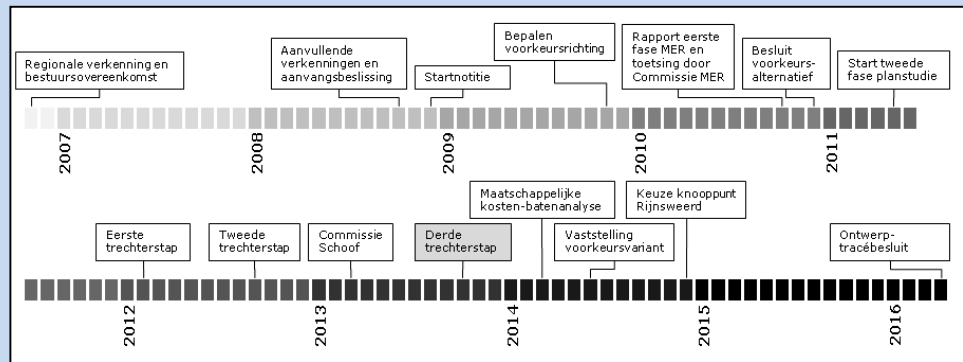 Regionale verkenning en
bestuursovereenkomst
Aanvullende
verkenningen en
aanvangsbeslissing
Startnotitie
Bepalen
voorkeursrichting
Rapport eerste
fase MER en
toetsing door
Commissie MER
Besluit
voorkeurs-
alternatief
Start tweede
fase planstudie
2007
2008
2009
2010
2011
Eerste
trechterstap
Tweede
trechterstap
Commissie
Schoof
Derde
trechterstap
Maatschappelijke
kosten-batenanalyse
Vaststelling
voorkeursvariant
Keuze knooppunt
Rijnsweerd
Ontwerp-
tracébesluit
2012
2013
2014
2015
2016